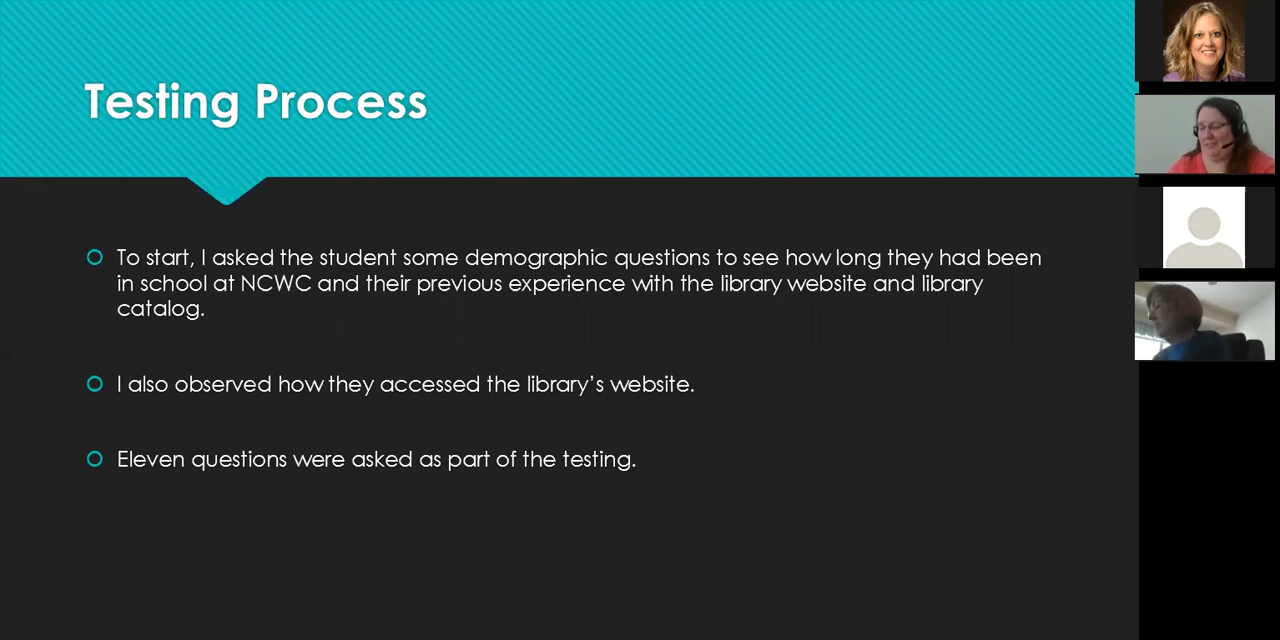 Testing Process
To start, I asked the student some demographic questions to see how long they had been
in school at NCWC and their previous experience with the library website and library
catalog.
I also observed how they accessed the library’s website.
Eleven questions were asked as part of the testing.